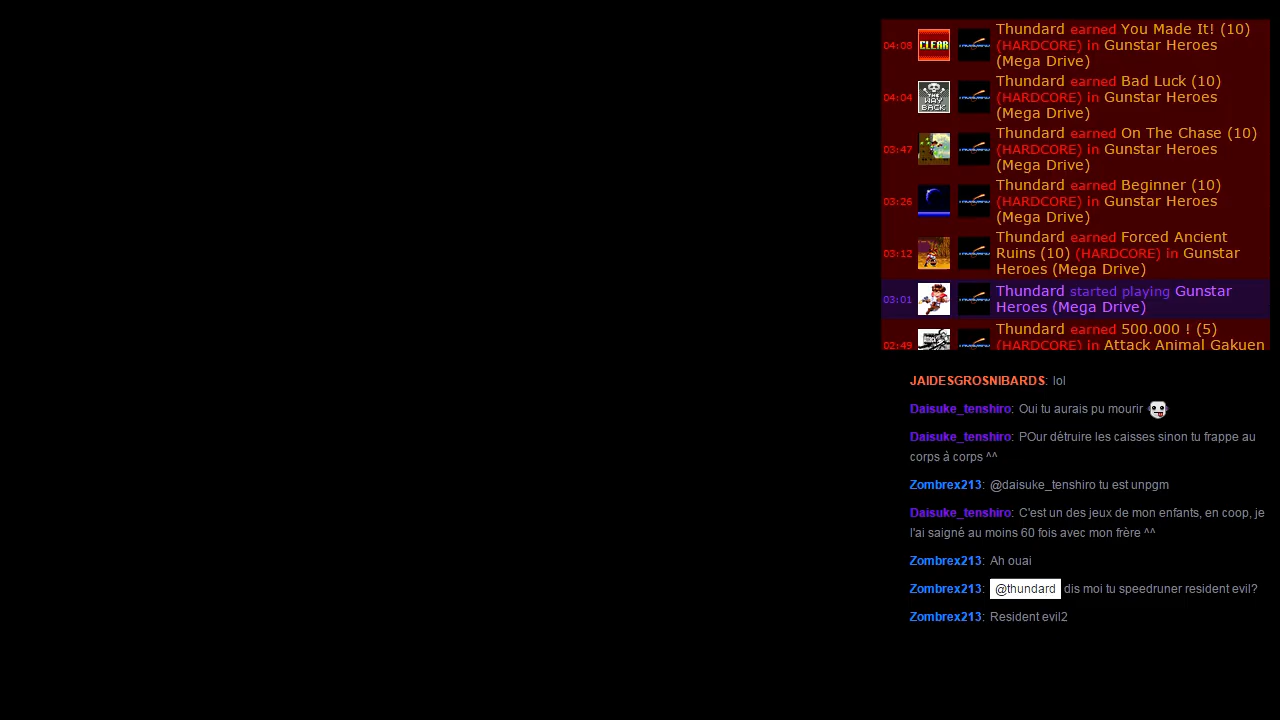 Thundard earned You Made It! (10)
04:08 CLEAR (HARDCORE) in Gunstar Heroes
(Mega Drive)
Thundard earned Bad Luck (10)
04:04 THE WAY BACK (HARDCORE) in Gunstar Heroes
(Mega Drive)
Thundard earned On The Chase (10)
03:47 (HARDCORE) in Gunstar Heroes
(Mega Drive)
Thundard earned Beginner (10)
03:26 (HARDCORE) in Gunstar Heroes
(Mega Drive)
Thundard earned Forced Ancient
03:12 Ruins (10) (HARDCORE) in Gunstar
Heroes (Mega Drive)
Thundard started playing Gunstar
03:01 Heroes (Mega Drive)
Thundard earned 500.000 ! (5)
02:49 (HARDCORE) in Attack Animal Gakuen
JAIDESGROSNIBARDS: lol
Daisuke_tenshiro: Oui tu aurais pu mourir
Daisuke_tenshiro: POur détruire les caisses sinon tu frappe au
corps à corps ^^
Zombrex213: @daisuke_tenshiro tu est unpgm
Daisuke_tenshiro: C'est un des jeux de mon enfants, en coop, je
l'ai saigné au moins 60 fois avec mon frère ^^
Zombrex213: Ah ouai
Zombrex213: @thundard dis moi tu speedruner resident evil?
Zombrex213: Resident evil2